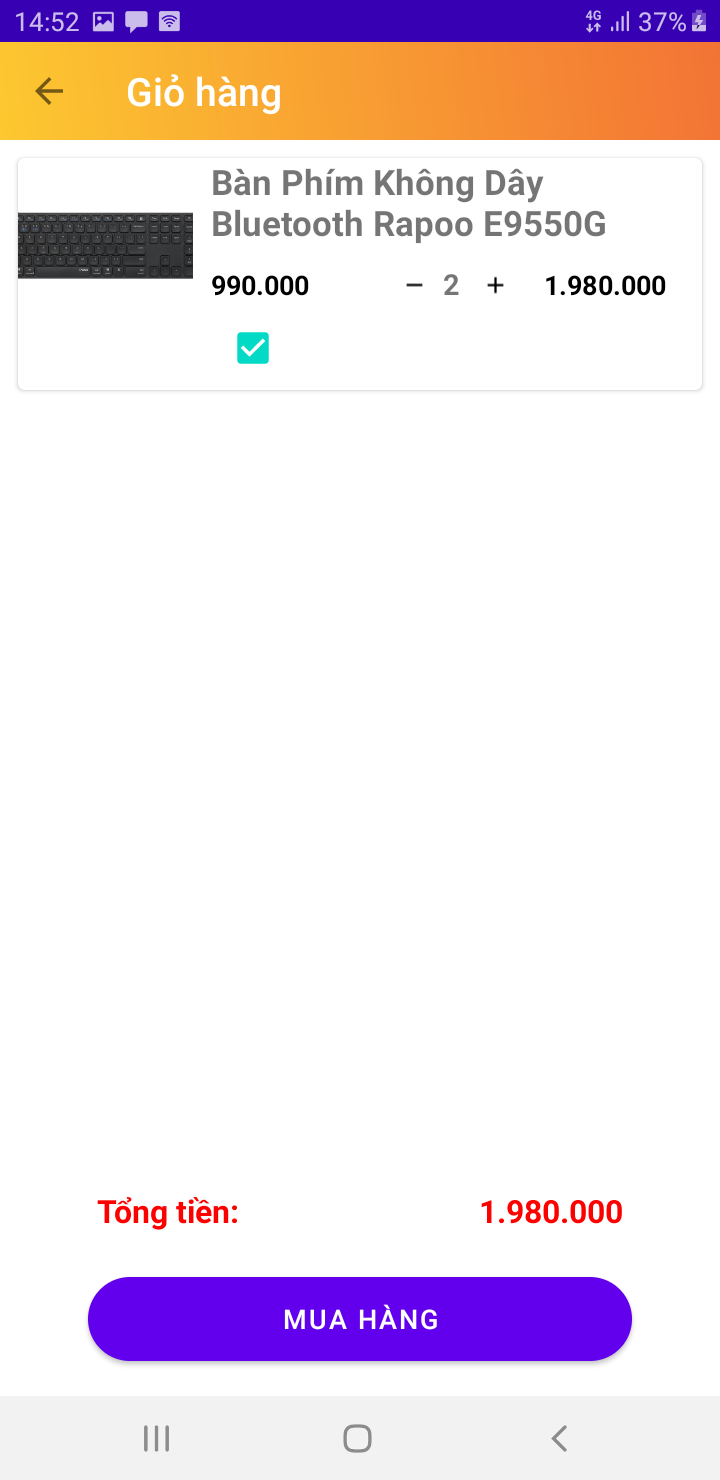 14:52 4G 37%
Giỏ hàng
Bàn Phím Không Dây
Bluetooth Rapoo E9550G
990.000 − 2 + 1.980.000
Tổng tiền: 1.980.000
MUA HÀNG